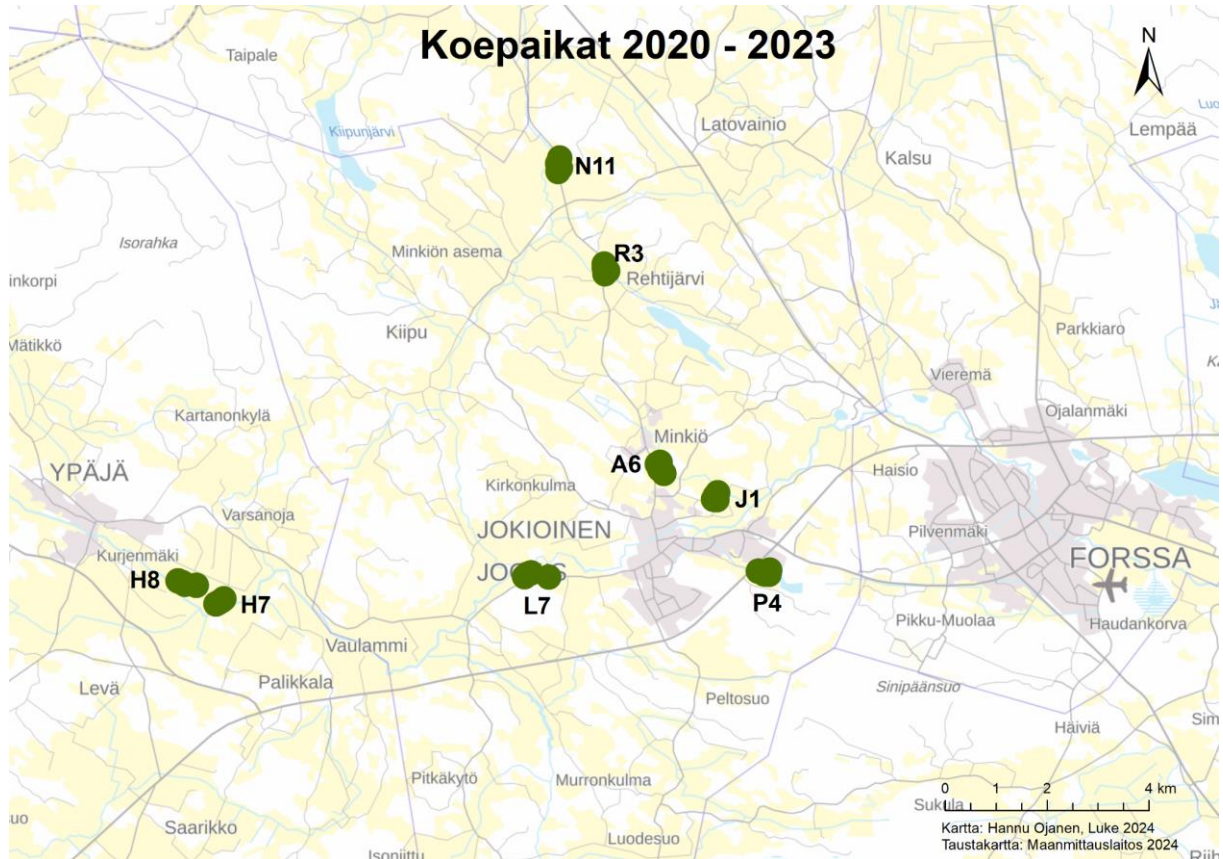 Koepaikat 2020 - 2023
N
Taipale
Kiipunjärvi
Latovainio
Lempää
Kalsu
N11
Isorahka
Minkiön asema
R3
Rehtijärvi
Kiipu
Parkkiaro
Mätikkö
Vieremä
Kartanonkylä
Ojalanmäki
Minkiö
A6
Haisio
YPÄJÄ
Kirkonkulma
J1
Varsanoja
JOKIOINEN
Pilvenmäki
Kurjenmäki
FORSSA
H8
H7
L7
P4
Pikku-Muolaa
Haudankorva
Vaulammi
Levä
Palikkala
Peltosuo
Sinipäänsuo
Häiviä
Pitkäkytö
Murronkulma
0 2 4 km
Sukula
Saarikko
Luodesuo
Isoniittu
Kartta: Hannu Ojanen, Luke 2024
Taustakartta: Maanmittauslaitos 2024